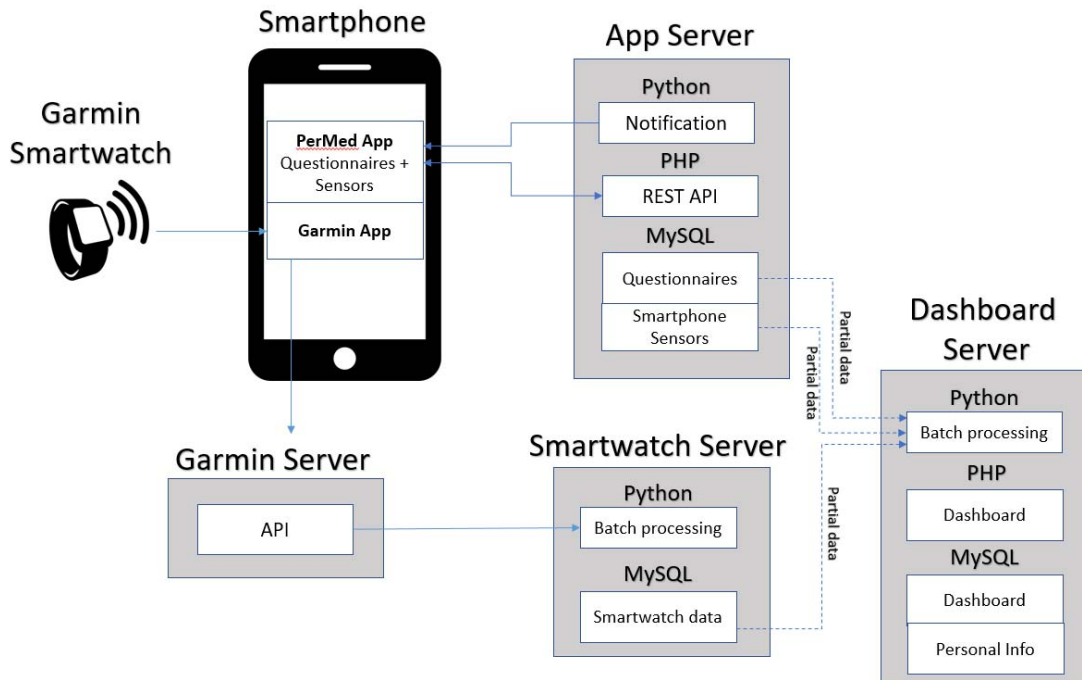 Smartphone
App Server
Garmin
Smartwatch
PerMed App
Questionnaires +
Sensors
Garmin App
Python
Notification
PHP
REST API
MySQL
Questionnaires
Smartphone
Sensors
Partial data
Partial data
Dashboard
Server
Python
Batch processing
PHP
Dashboard
MySQL
Dashboard
Personal Info
Garmin Server
API
Smartwatch Server
Python
Batch processing
MySQL
Smartwatch data
Partial data